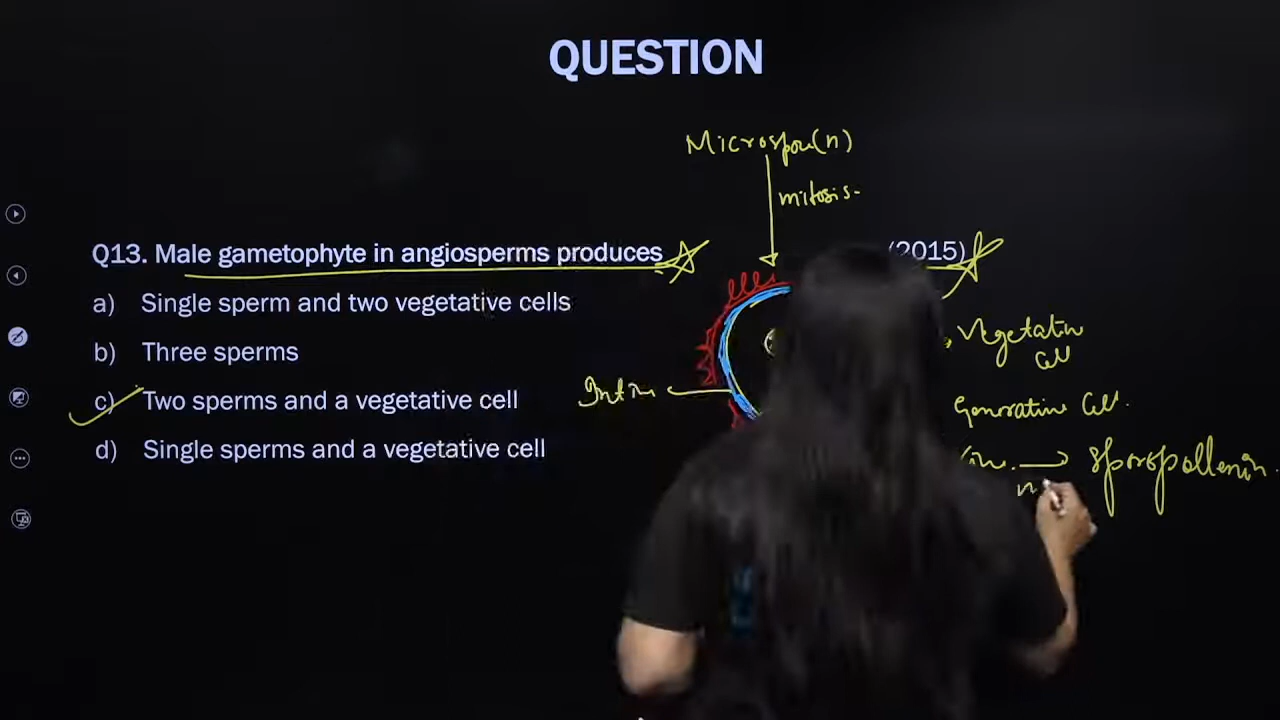 QUESTION
Microspore(n)
mitosis-
Q13. Male gametophyte in angiosperms produces
(2015)
a) Single sperm and two vegetative cells
b) Three sperms
c) Two sperms and a vegetative cell
d) Single sperms and a vegetative cell
Vegetative
Cell
Intine
Generative Cell.
sporopollenin.